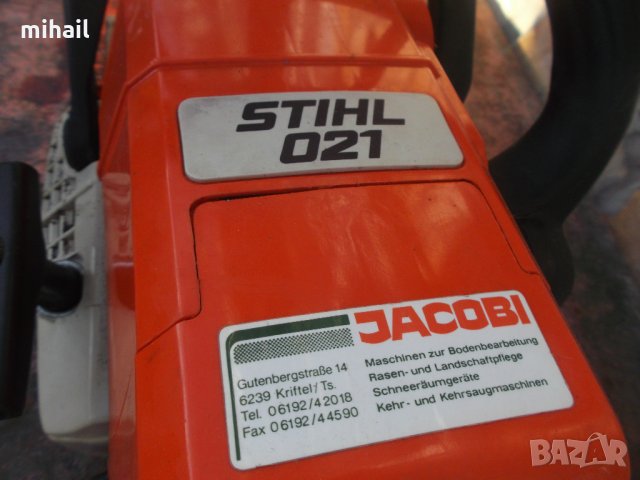 mihail
STIHL
021
JACOBI
Gutenbergstraße 14
6239 Kriftel/Ts.
Tel. 06192/42018
Fax 06192/44590
Maschinen zur Bodenbearbeitung
Rasen- und Landschaftpflege
Schneeräumgeräte
Kehr- und Kehrsaugmaschinen
BAZAR